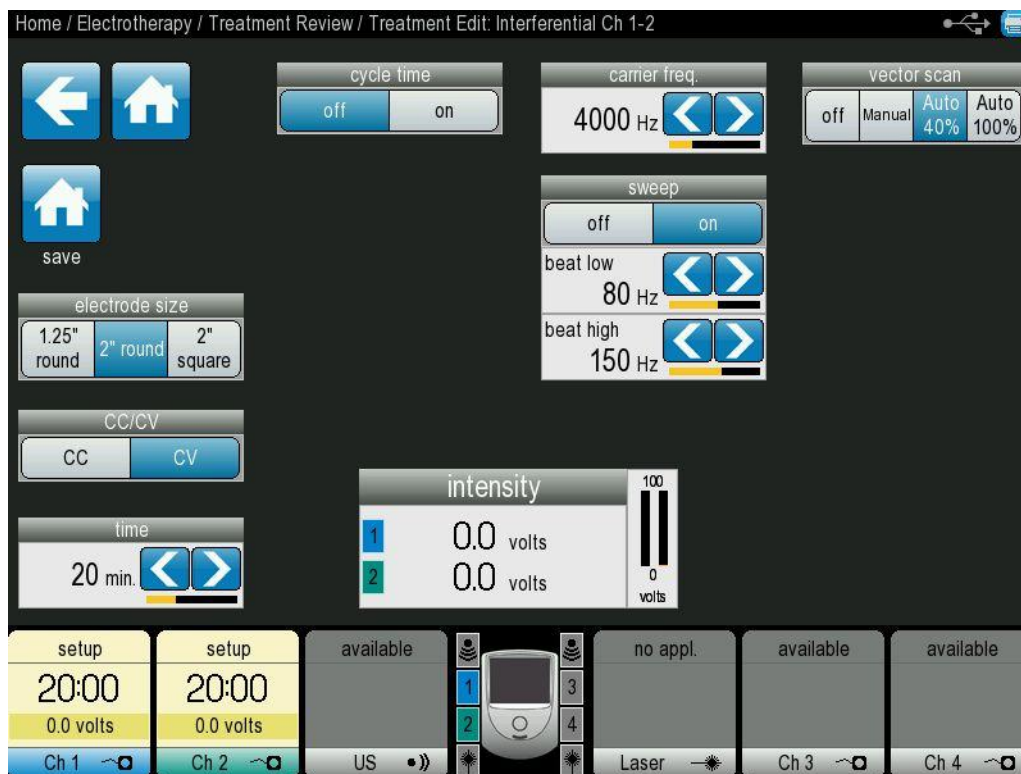 Home / Electrotherapy / Treatment Review / Treatment Edit: Interferential Ch 1-2
cycle time
off on
carrier freq.
4000 Hz
vector scan
off Manual Auto 40% Auto 100%
save
sweep
off on
beat low
80 Hz
beat high
150 Hz
electrode size
1.25" round 2" round 2" square
CC/CV
CC CV
time
20 min.
intensity
1 0.0 volts
2 0.0 volts
100
0
volts
setup
20:00
0.0 volts
Ch 1
setup
20:00
0.0 volts
Ch 2
available
US
1
2
3
4
no appl.
Laser
available
Ch 3
available
Ch 4